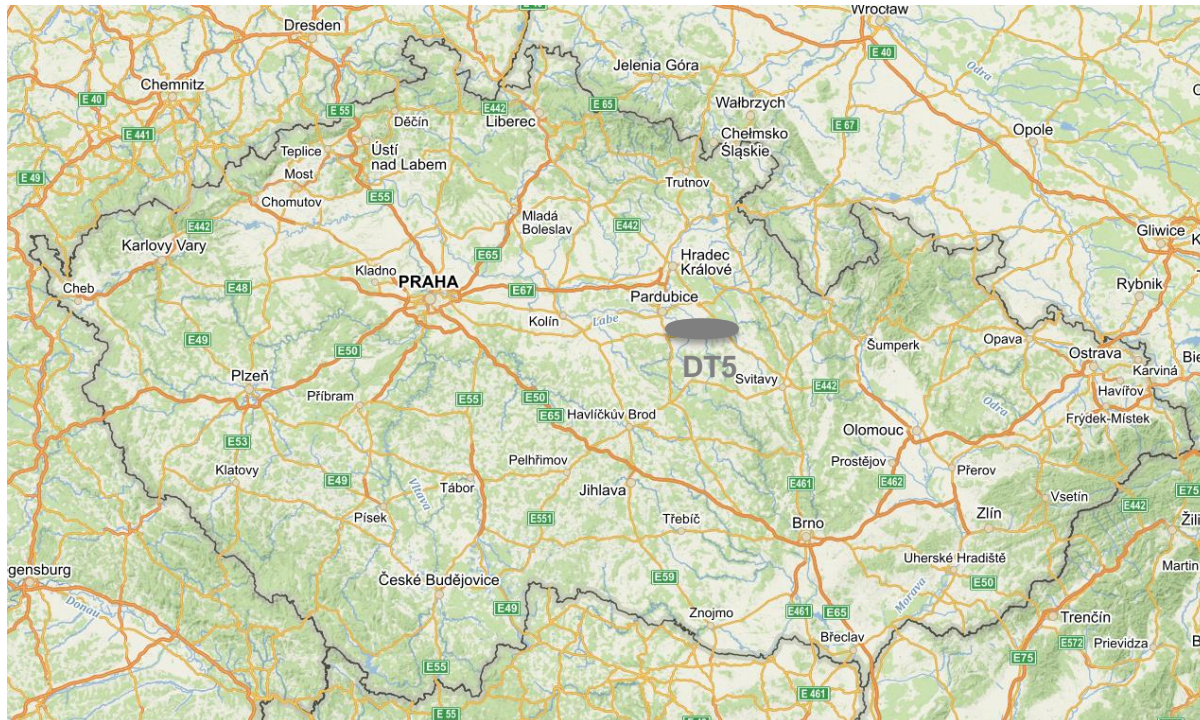 Wrocław
Dresden
E 40
Odra
Jelenia Góra
Chemnitz
E 40
E 55
E442
E 65
Wałbrzych
Děčín
Liberec
E 441
E 67
Opole
Chełmsko
Śląskie
Teplice
Ústí
nad Labem
E 49
Most
Trutnov
Chomutov
E55
Mladá
Boleslav
E442
E442
Gliwice
Karlovy Vary
E65
Hradec
Králové
Kladno
PRAHA
Rybnik
Cheb
E48
E67
Pardubice
Kolín
Labe
E49
Šumperk
Opava
E50
Ostrava
DT5
Karviná
Plzeň
Svitavy
E442
Havířov
Příbram
E55
E50
E65
Havlíčkův Brod
Odra
Frýdek-Místek
Olomouc
E53
Pelhřimov
Prostějov
Přerov
Klatovy
E49
Vltava
Tábor
Jihlava
E461
E462
E75
Vsetín
E442
Písek
E551
Třebíč
Brno
Zlín
Žili
Uherské Hradiště
gensburg
Martin
České Budějovice
E59
E50
Donau
E49
Znojmo
E461
E65
Morava
Trenčín
Břeclav
E572
Prievidza
E55
E75
E 461
E 55